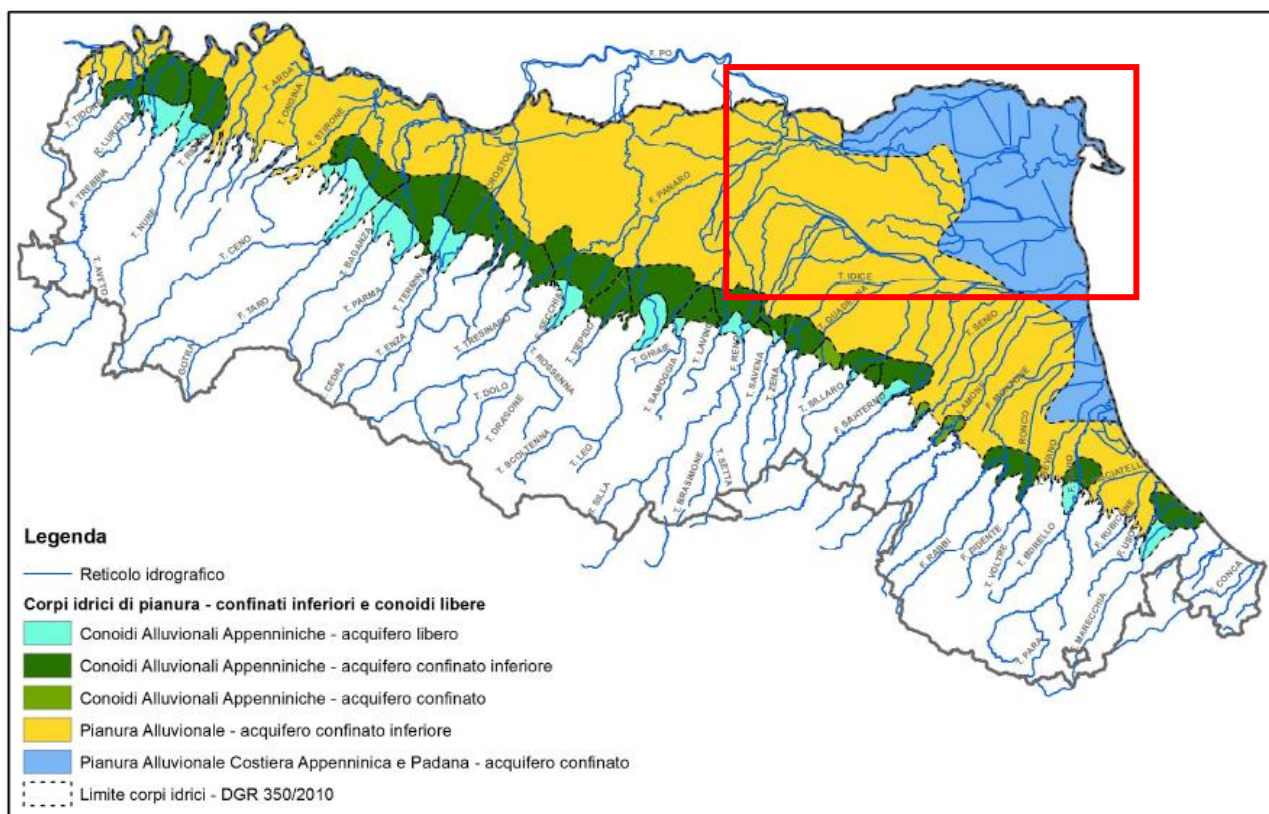 F. PO
T. ARDA
T. ONGINA
T. STIRONE
T. TIDONE
R. LURETTA
F. TREBBIA
T. NURE
T. AVETO
T. CENO
F. TARO
GOTRA
T. BAGANZA
T. PARMA
T. TERMINA
T. ENZA
CEDRA
T. TRESINARO
F. SECCHIA
T. TIEPIDO
T. ROSSENNA
T. DOLO
T. DRAGONE
T. SCOLTENNA
T. LEO
F. PANARO
T. GHIAIE
T. SAMOGGIA
T. LAVINO
F. RENO
T. SAVENA
T. ZENA
T. SILLA
T. BRASIMONE
T. SETTA
T. IDICE
T. QUADERNA
T. SILLARO
F. SANTERNO
T. SENIO
F. LAMONE
F. MONTONE
RONCO
F. RABBI
F. BIDENTE
T. VOLTRE
T. BORELLO
F. RUBICONE
F. USO
F. MARECCHIA
T. PARA
F. CONCA
Legenda
Reticolo idrografico
Corpi idrici di pianura - confinati inferiori e conoidi libere
Conoidi Alluvionali Appenniniche - acquifero libero
Conoidi Alluvionali Appenniniche - acquifero confinato inferiore
Conoidi Alluvionali Appenniniche - acquifero confinato
Pianura Alluvionale - acquifero confinato inferiore
Pianura Alluvionale Costiera Appenninica e Padana - acquifero confinato
Limite corpi idrici - DGR 350/2010